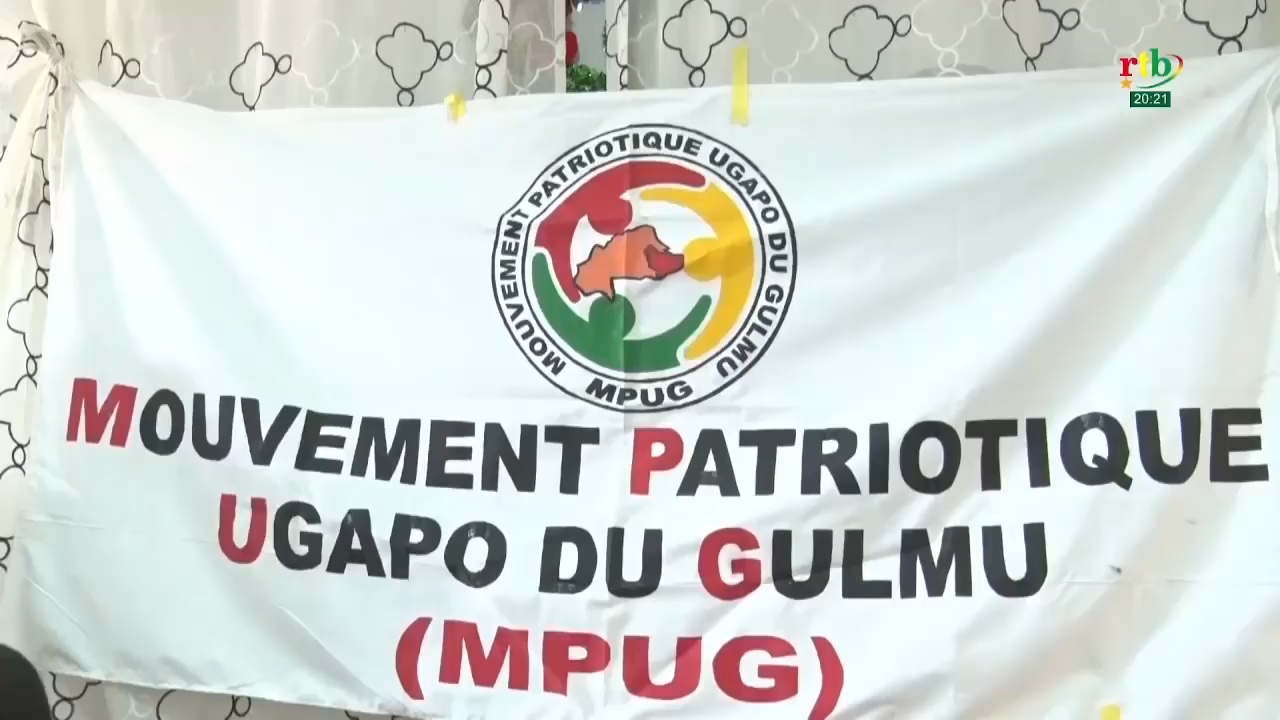 rtb
20:21
MOUVEMENT PATRIOTIQUE UGAPO DU GULMU
MPUG
MOUVEMENT PATRIOTIQUE
UGAPO DU GULMU
(MPUG)